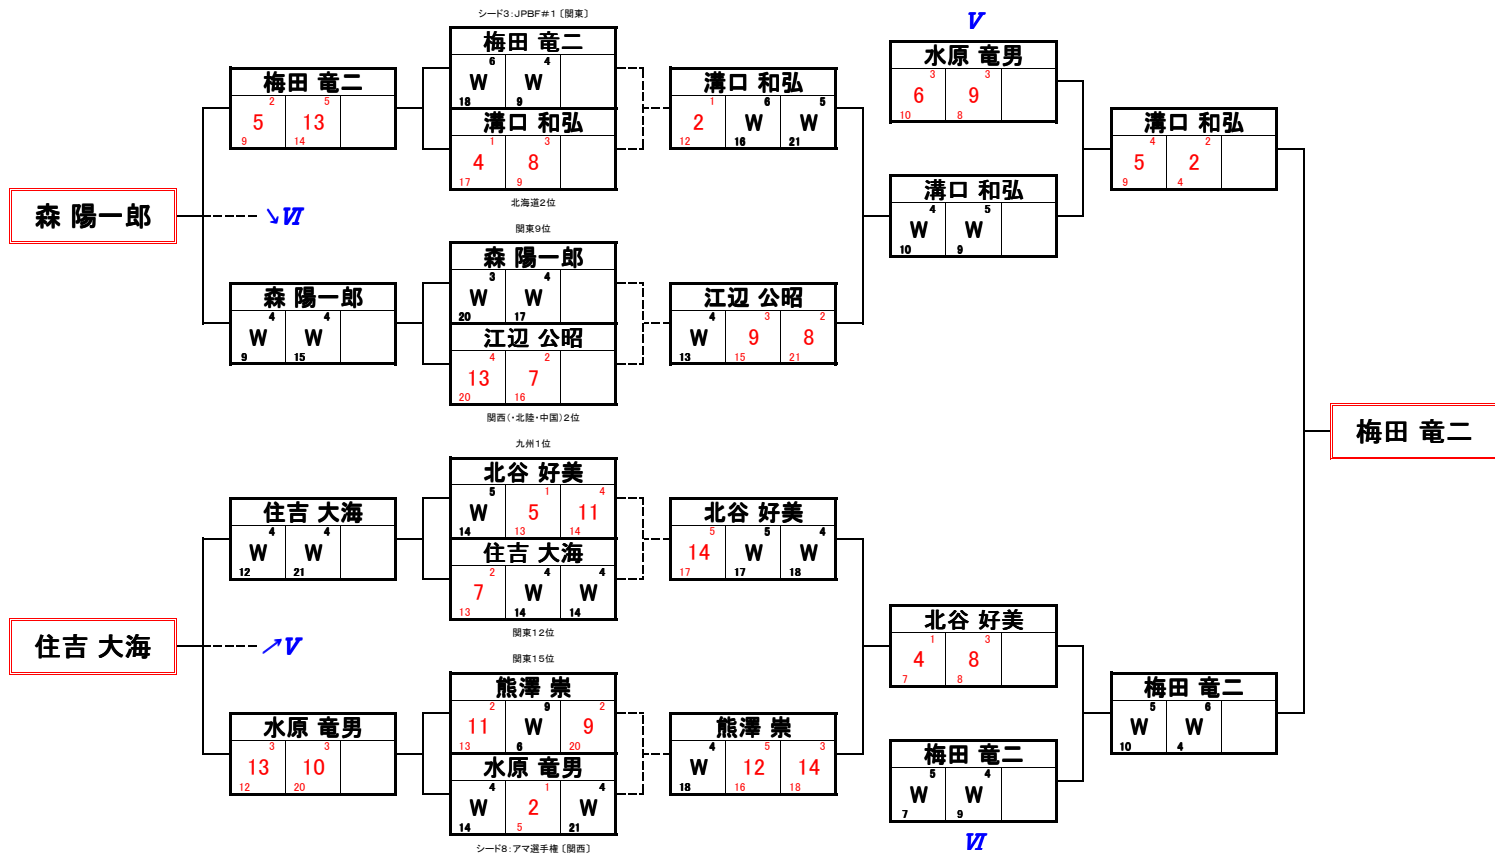 シード3:JPBF#1 〔関東〕
梅田 竜二
6 4
W W
18 9
溝口 和弘
1 3
4 8
17 9
北海道2位
関東9位
森 陽一郎
3 4
W W
20 17
江辺 公昭
4 2
13 7
20 16
関西(・北陸・中国)2位
九州1位
北谷 好美
5 1 4
W 5 11
14 13 14
住吉 大海
2 4 4
7 W W
13 14 14
関東12位
関東15位
熊澤 崇
2 9 2
11 W 9
13 6 20
水原 竜男
4 1 4
W 2 W
14 5 21
シード8:アマ選手権 〔関西〕
梅田 竜二
2 5
5 13
9 14
森 陽一郎
↘VI
森 陽一郎
4 4
W W
9 15
住吉 大海
4 4
W W
12 21
住吉 大海
↗V
水原 竜男
3 3
13 10
12 20
溝口 和弘
1 6 5
2 W W
12 16 21
江辺 公昭
4 3 2
W 9 8
13 15 21
北谷 好美
5 5 4
14 W W
17 17 18
熊澤 崇
4 5 3
W 12 14
18 16 18
V
水原 竜男
3 3
6 9
10 8
溝口 和弘
4 5
W W
10 9
北谷 好美
1 3
4 8
7 8
梅田 竜二
5 4
W W
7 9
VI
溝口 和弘
4 2
5 2
9 4
梅田 竜二
5 6
W W
10 4
梅田 竜二